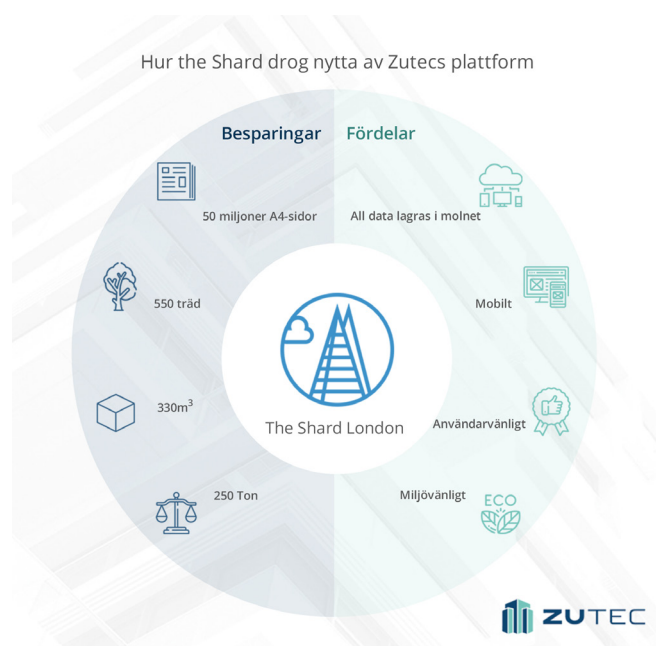 Hur the Shard drog nytta av Zutecs plattform
Besparingar
50 miljoner A4-sidor
550 träd
330m³
250 Ton
Fördelar
All data lagras i molnet
Mobilt
Användarvänligt
Miljövänligt
ECO
The Shard London
ZUTEC